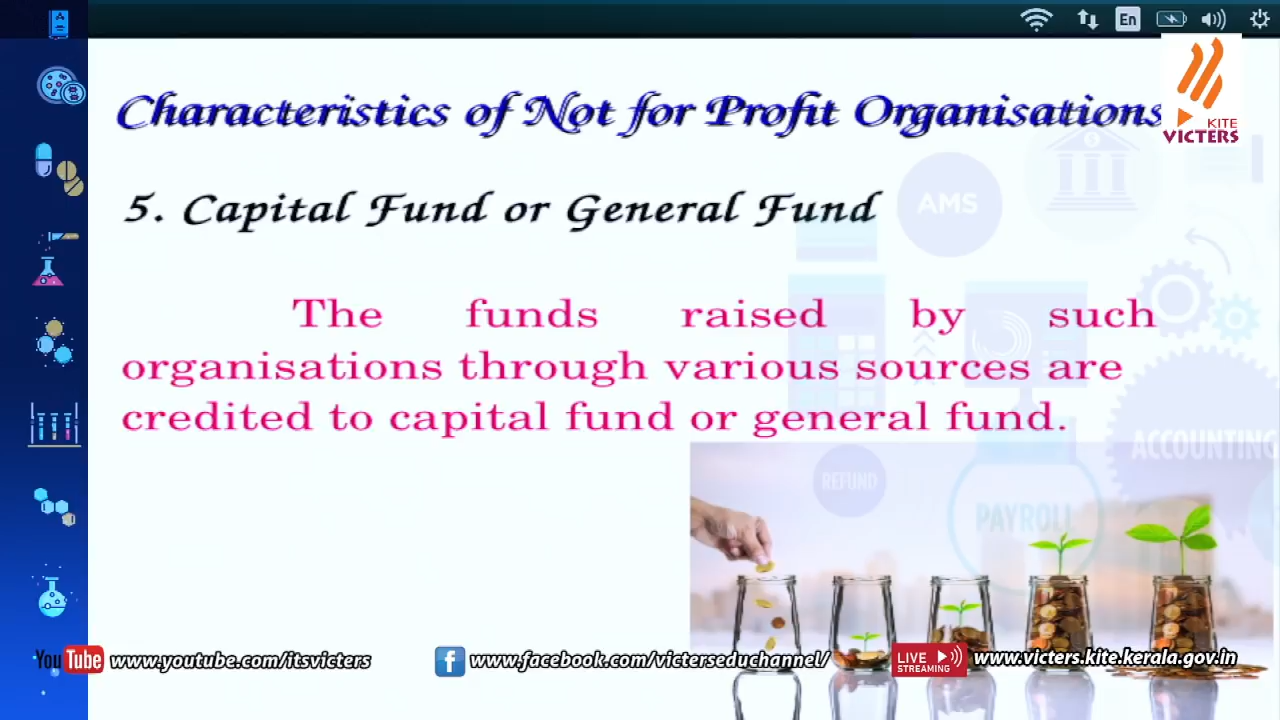 En
Characteristics of Not for Profit Organisations
KITE
VICTERS
5. Capital Fund or General Fund
AMS
The funds raised by such
organisations through various sources are
credited to capital fund or general fund.
ACCOUNTING
REFUND
PAYROLL
YouTube www.youtube.com/itsvicters
f www.facebook.com/victerseduchannel/
LIVE
STREAMING
www.victers.kite.kerala.gov.in